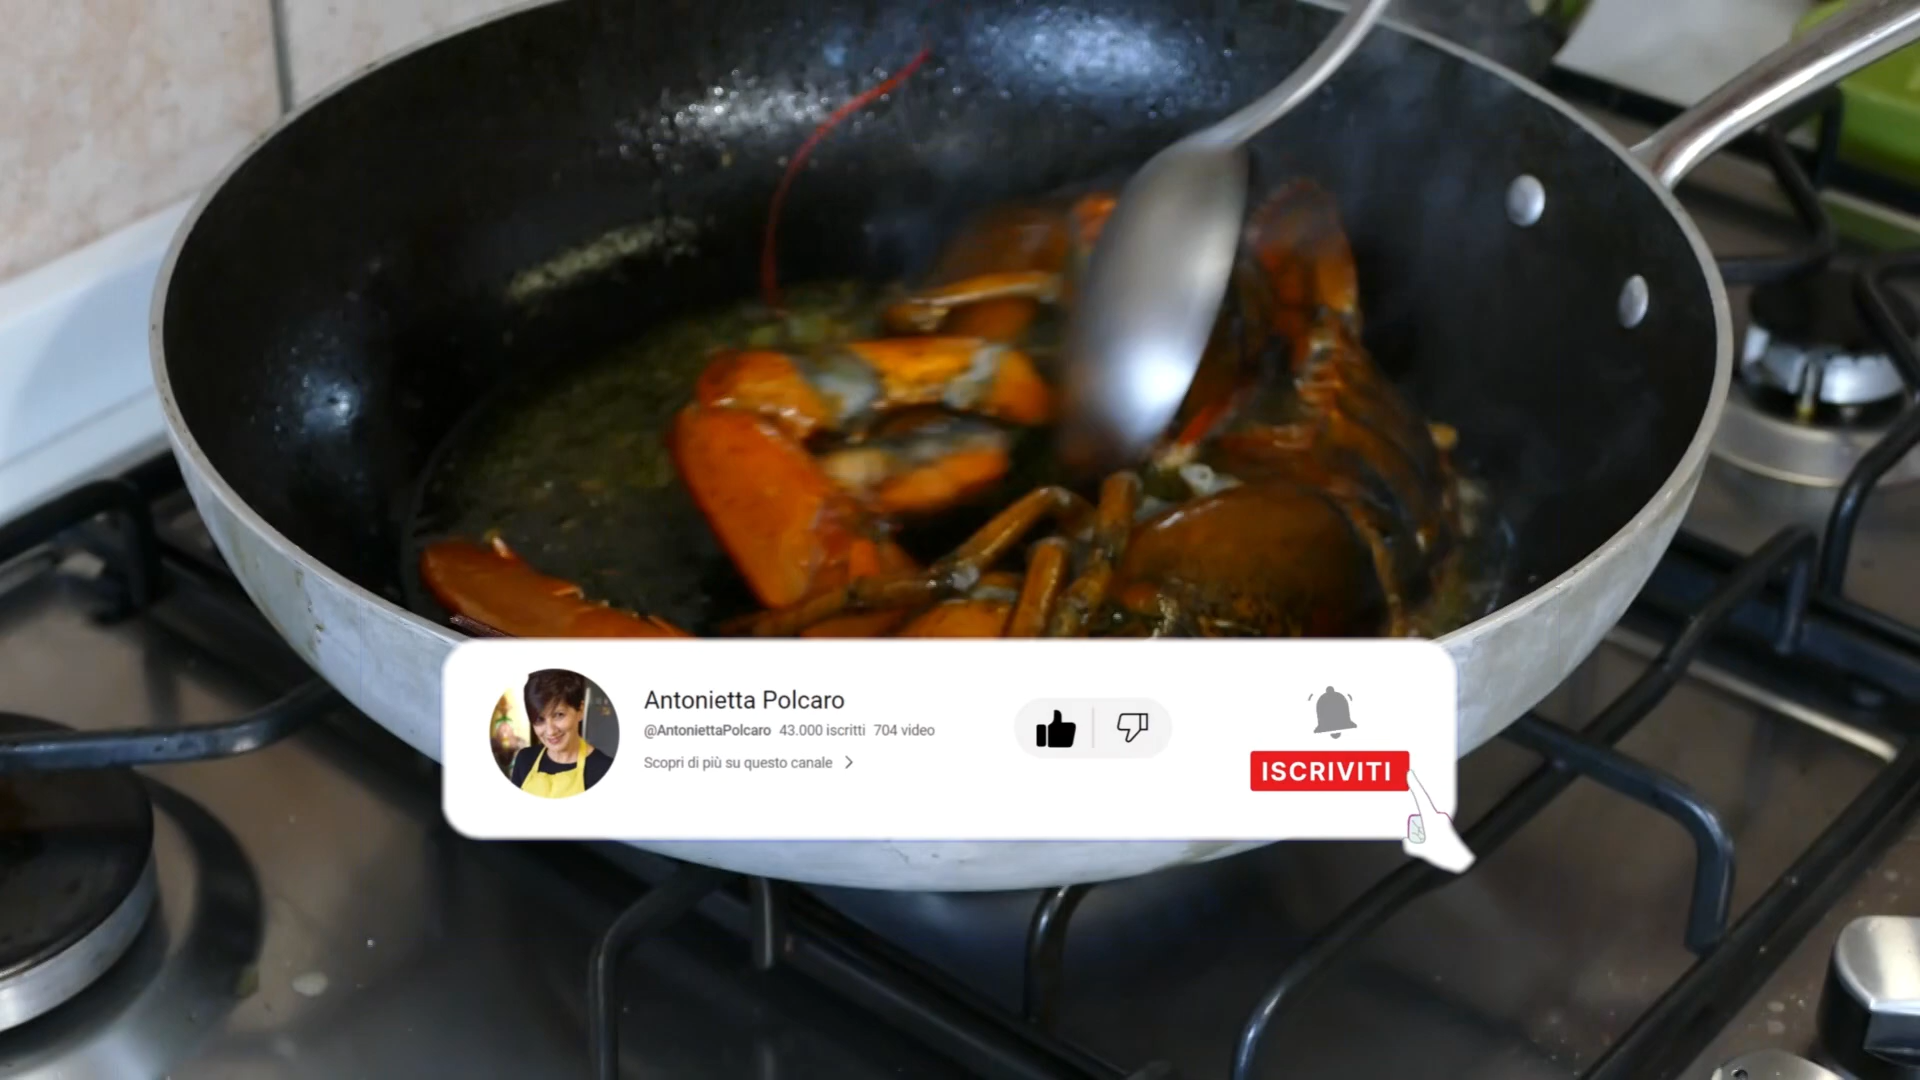 Antonietta Polcaro
@AntoniettaPolcaro 43.000 iscritti 704 video
Scopri di più su questo canale
ISCRIVITI